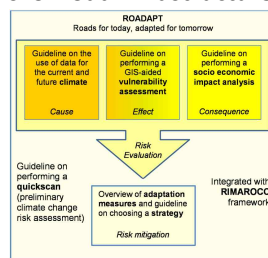 ROADAPT
Roads for today, adapted for tomorrow
Guideline on the
use of data for
the current and
future climate
Cause
Guideline on
performing a
GIS-aided
vulnerability
assessment
Effect
Guideline on
performing a
socio economic
impact analysis
Consequence
Risk
Evaluation
Guideline on
performing a
quickscan
(preliminary
climate change
risk assessment)
Overview of adaptation
measures and guideline
on choosing a strategy
Risk mitigation
Integrated with
RIMAROCC
framework